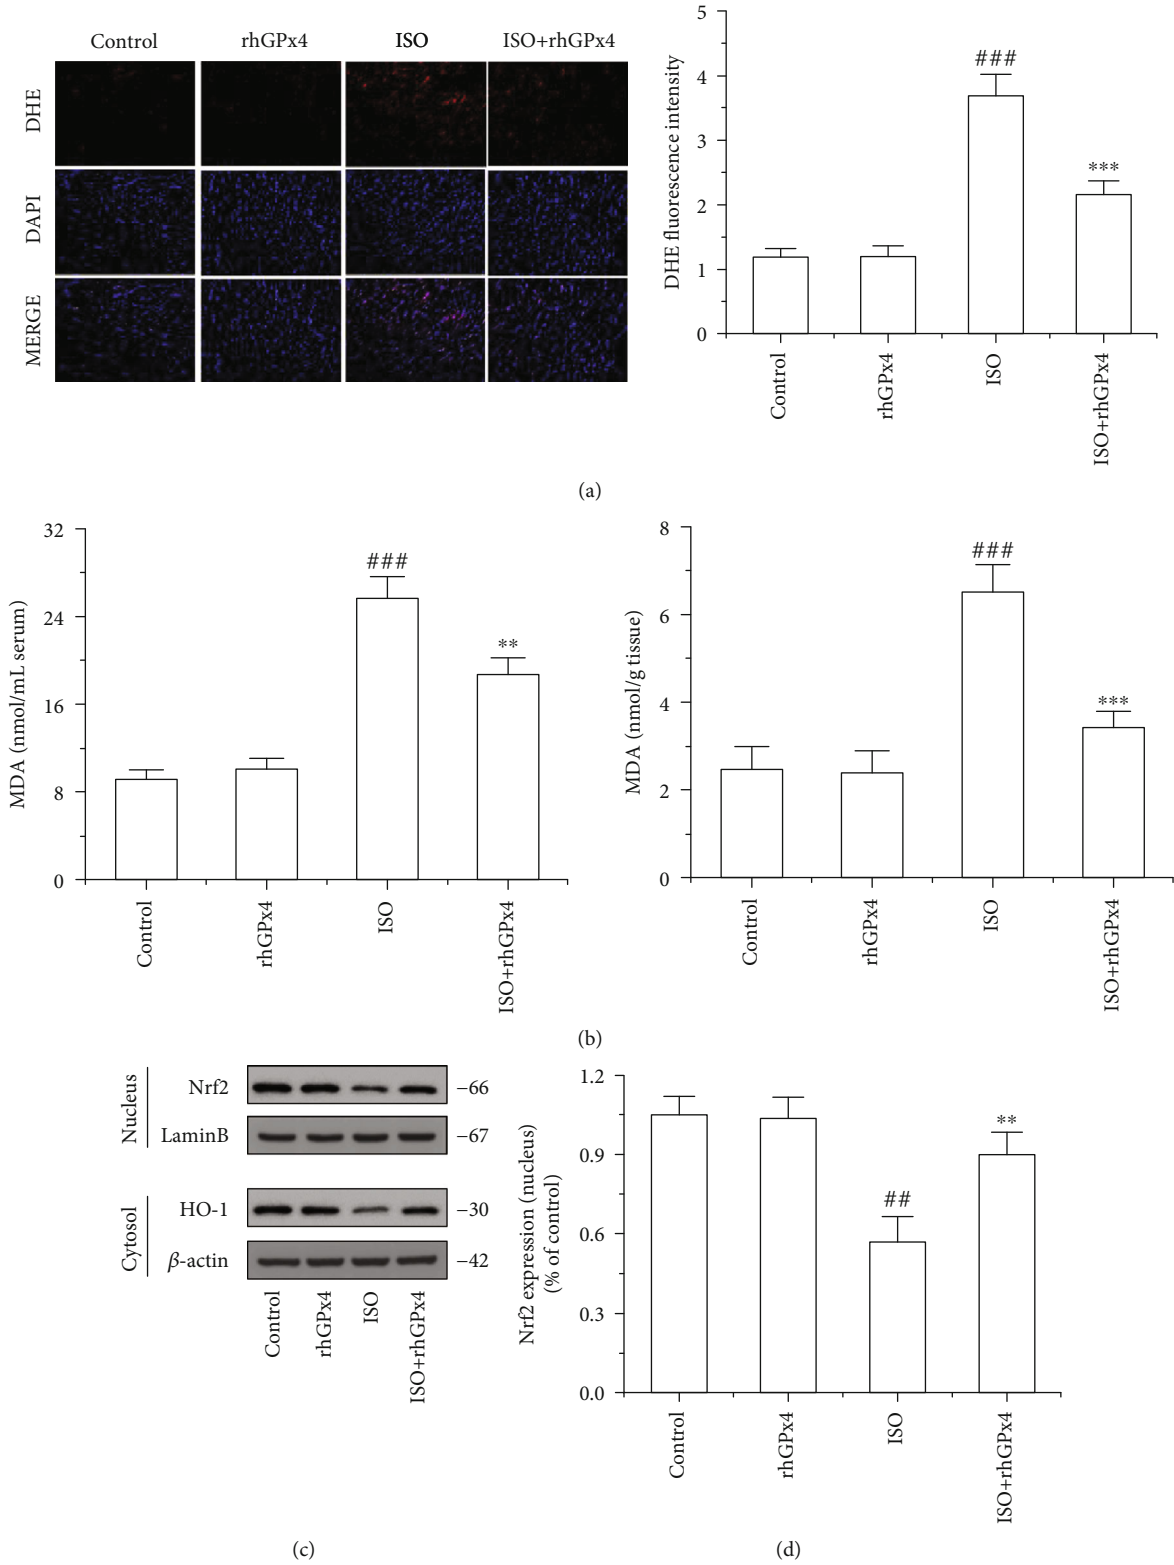 Control rhGPx4 ISO ISO+rhGPx4
DHE
DAPI
MERGE
DHE fluorescence intensity
5
4
3
2
1
0
###
***
Control
rhGPx4
ISO
ISO+rhGPx4
(a)
MDA (nmol/mL serum)
32
24
16
8
0
###
**
Control
rhGPx4
ISO
ISO+rhGPx4
MDA (nmol/g tissue)
8
6
4
2
0
###
***
Control
rhGPx4
ISO
ISO+rhGPx4
(b)
Nucleus
Nrf2 –66
LaminB –67
Cytosol
HO-1 –30
β-actin –42
Control
rhGPx4
ISO
ISO+rhGPx4
(c)
Nrf2 expression (nucleus)
(% of control)
1.2
0.9
0.6
0.3
0.0
##
**
Control
rhGPx4
ISO
ISO+rhGPx4
(d)